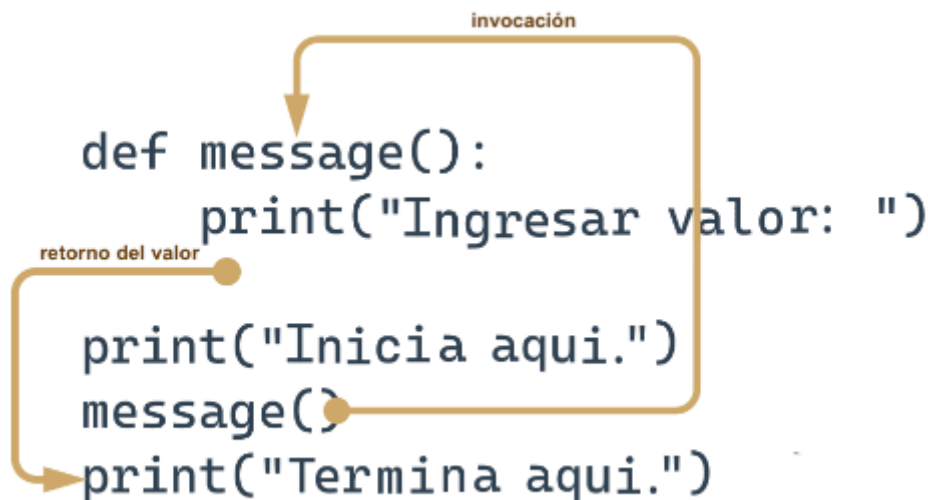 invocación
def message():
    print("Ingresar valor: ")
retorno del valor
print("Inicia aqui.")
message()
print("Termina aqui.")